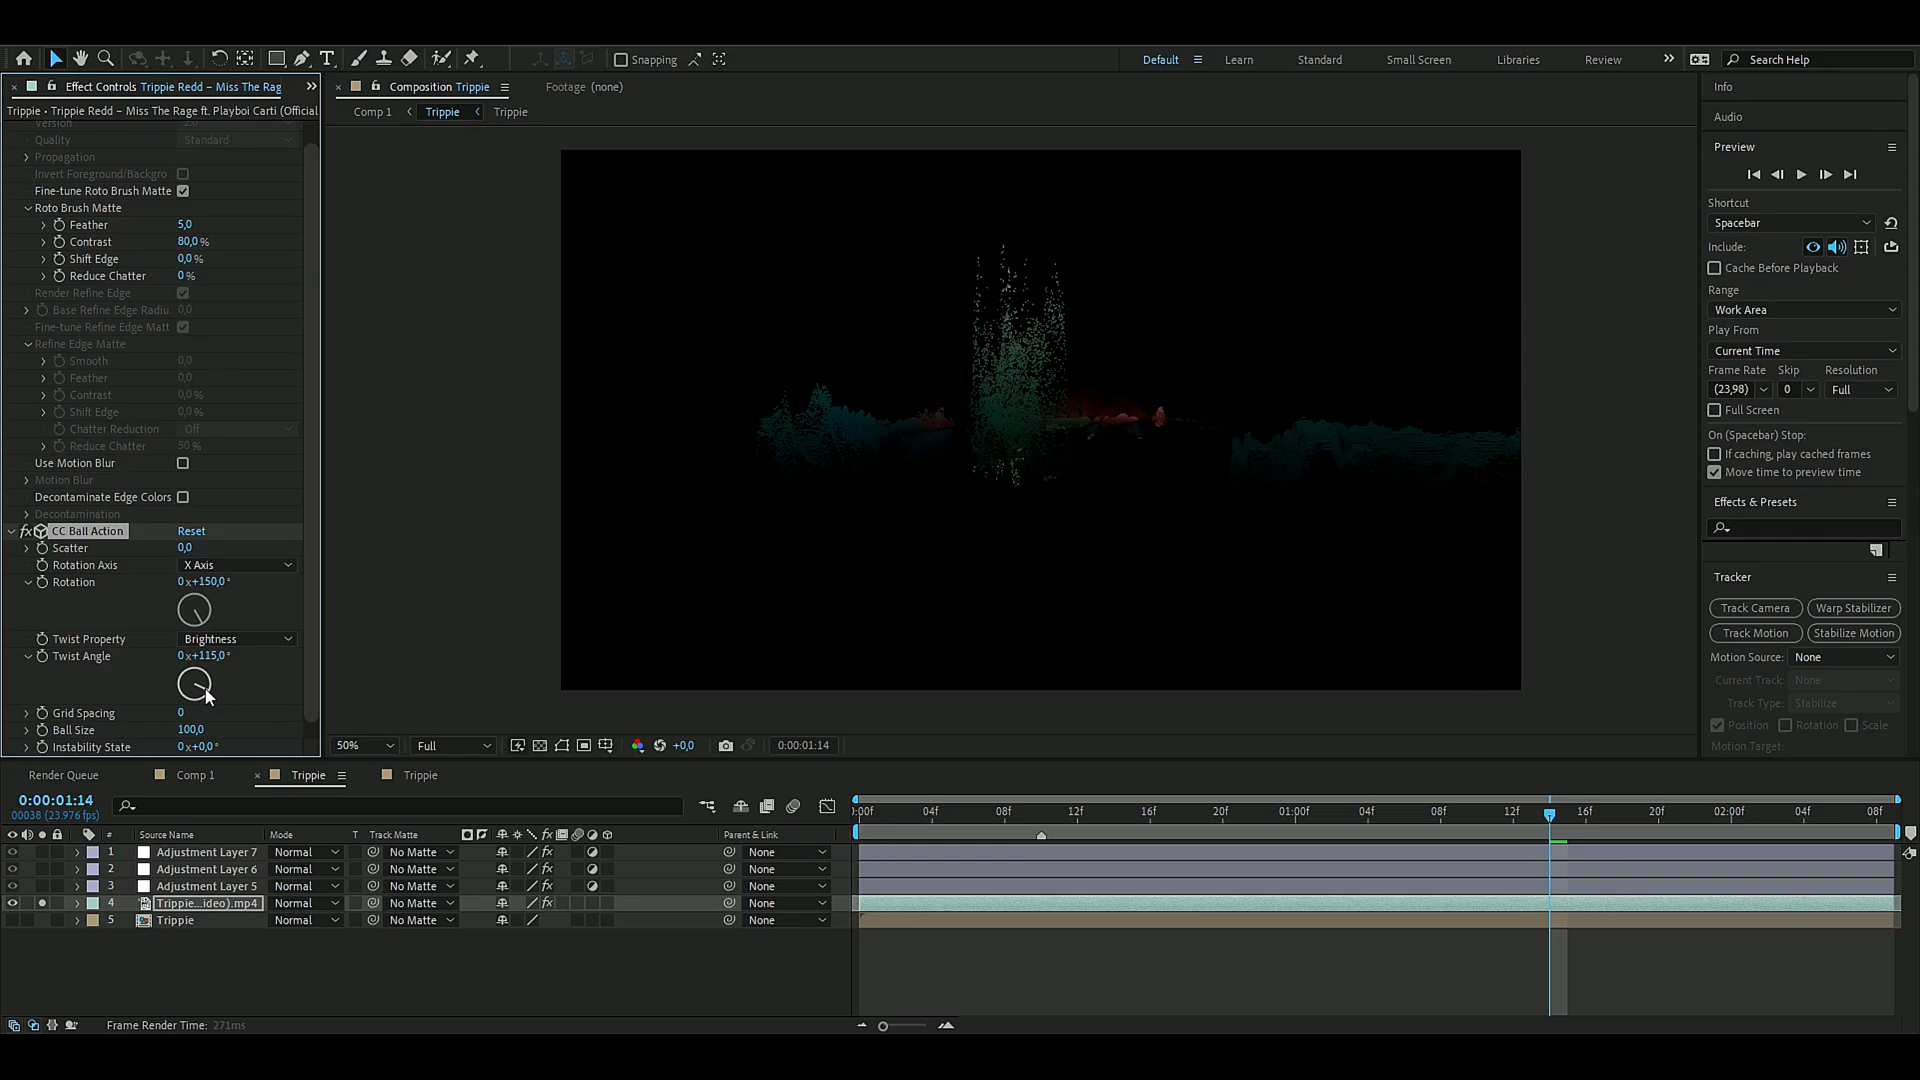 Snapping
Default
Learn
Standard
Small Screen
Libraries
Review
Search Help
Effect Controls Trippie Redd – Miss The Rag
Composition Trippie
Footage (none)
Info
Trippie • Trippie Redd – Miss The Rage ft. Playboi Carti (Official
Comp 1
Trippie
Trippie
Audio
Version
Quality
Standard
Propagation
Invert Foreground/Backgro
Fine-tune Roto Brush Matte
Roto Brush Matte
Feather 5,0
Contrast 80,0 %
Shift Edge 0,0 %
Reduce Chatter 0 %
Render Refine Edge
Base Refine Edge Radiu 0,0
Fine-tune Refine Edge Matt
Refine Edge Matte
Smooth 0,0
Feather 0,0
Contrast 0,0 %
Shift Edge 0,0 %
Chatter Reduction Off
Reduce Chatter 50 %
Use Motion Blur
Motion Blur
Decontaminate Edge Colors
Decontamination
fx CC Ball Action Reset
Scatter 0,0
Rotation Axis X Axis
Rotation 0x+150,0°
Twist Property Brightness
Twist Angle 0x+115,0°
Grid Spacing 0
Ball Size 100,0
Instability State 0x+0,0°
50%
Full
+0,0
0:00:01:14
Preview
Shortcut
Spacebar
Include:
Cache Before Playback
Range
Work Area
Play From
Current Time
Frame Rate Skip Resolution
(23,98) 0 Full
Full Screen
On (Spacebar) Stop:
If caching, play cached frames
Move time to preview time
Effects & Presets
Tracker
Track Camera Warp Stabilizer
Track Motion Stabilize Motion
Motion Source: None
Current Track: None
Track Type: Stabilize
Position Rotation Scale
Motion Target:
Render Queue
Comp 1
Trippie
Trippie
0:00:01:14
00038 (23.976 fps)
:00f 04f 08f 12f 16f 20f 01:00f 04f 08f 12f 16f 20f 02:00f 04f 08f
# Source Name Mode T Track Matte fx Parent & Link
1 Adjustment Layer 7 Normal No Matte fx None
2 Adjustment Layer 6 Normal No Matte fx None
3 Adjustment Layer 5 Normal No Matte fx None
4 Trippie...ideo).mp4 Normal No Matte fx None
5 Trippie Normal No Matte None
Frame Render Time: 271ms